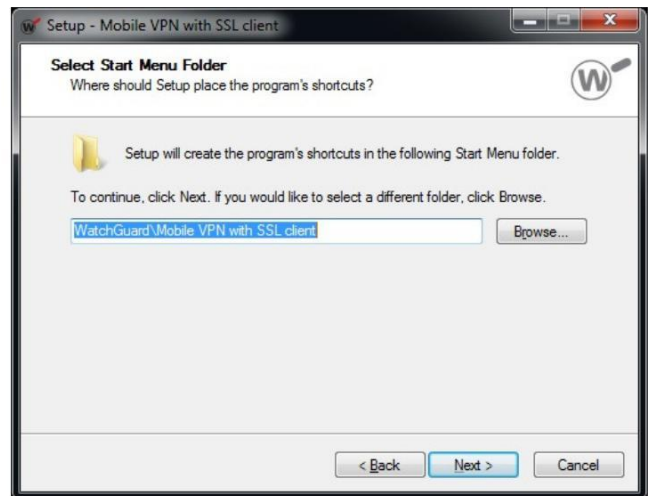 Setup - Mobile VPN with SSL client
Select Start Menu Folder
Where should Setup place the program's shortcuts?
W
Setup will create the program's shortcuts in the following Start Menu folder.
To continue, click Next. If you would like to select a different folder, click Browse.
WatchGuard\Mobile VPN with SSL client
Browse...
< Back
Next >
Cancel